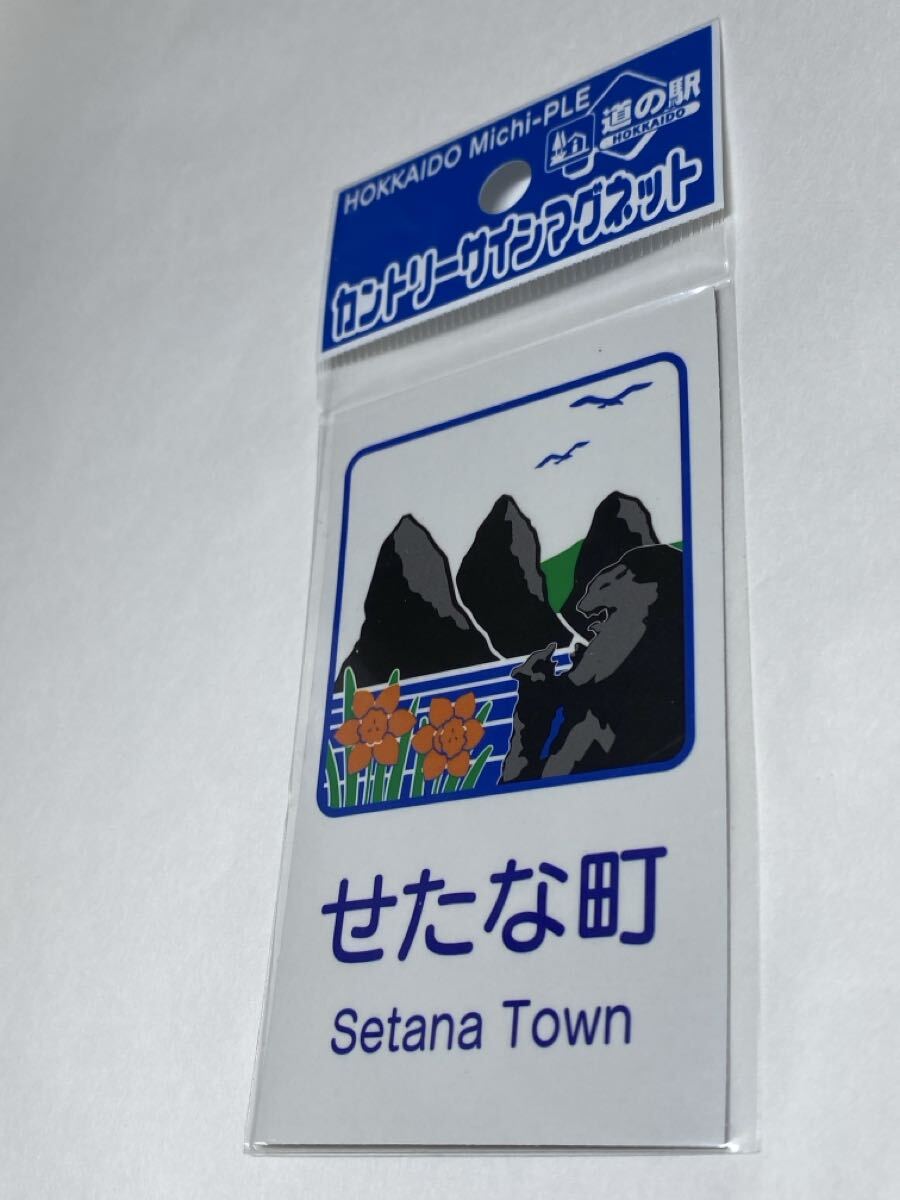 HOKKAIDO Michi-PLE
道の駅
HOKKAIDO
カントリーサインマグネット
せたな町
Setana Town